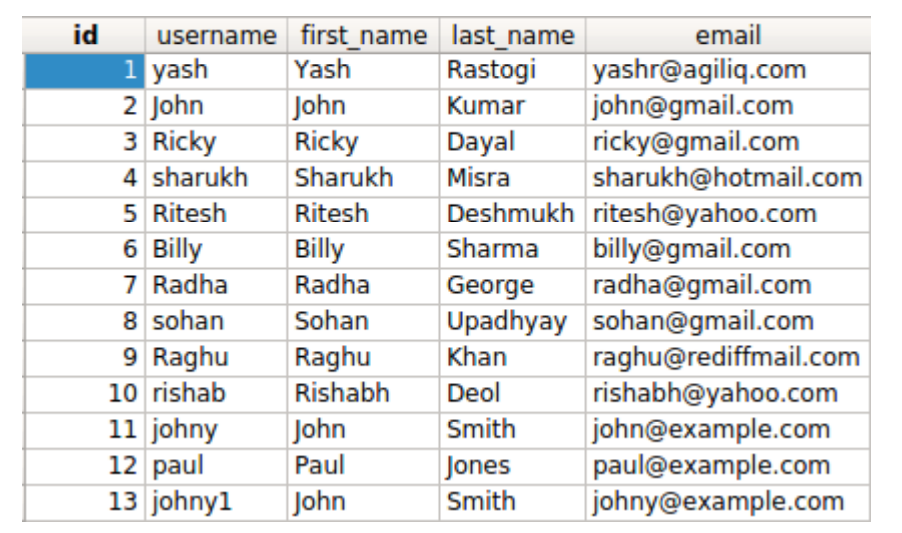 id username first_name last_name email
1 yash Yash Rastogi yashr@agiliq.com
2 John John Kumar john@gmail.com
3 Ricky Ricky Dayal ricky@gmail.com
4 sharukh Sharukh Misra sharukh@hotmail.com
5 Ritesh Ritesh Deshmukh ritesh@yahoo.com
6 Billy Billy Sharma billy@gmail.com
7 Radha Radha George radha@gmail.com
8 sohan Sohan Upadhyay sohan@gmail.com
9 Raghu Raghu Khan raghu@rediffmail.com
10 rishab Rishabh Deol rishabh@yahoo.com
11 johny John Smith john@example.com
12 paul Paul Jones paul@example.com
13 johny1 John Smith johny@example.com